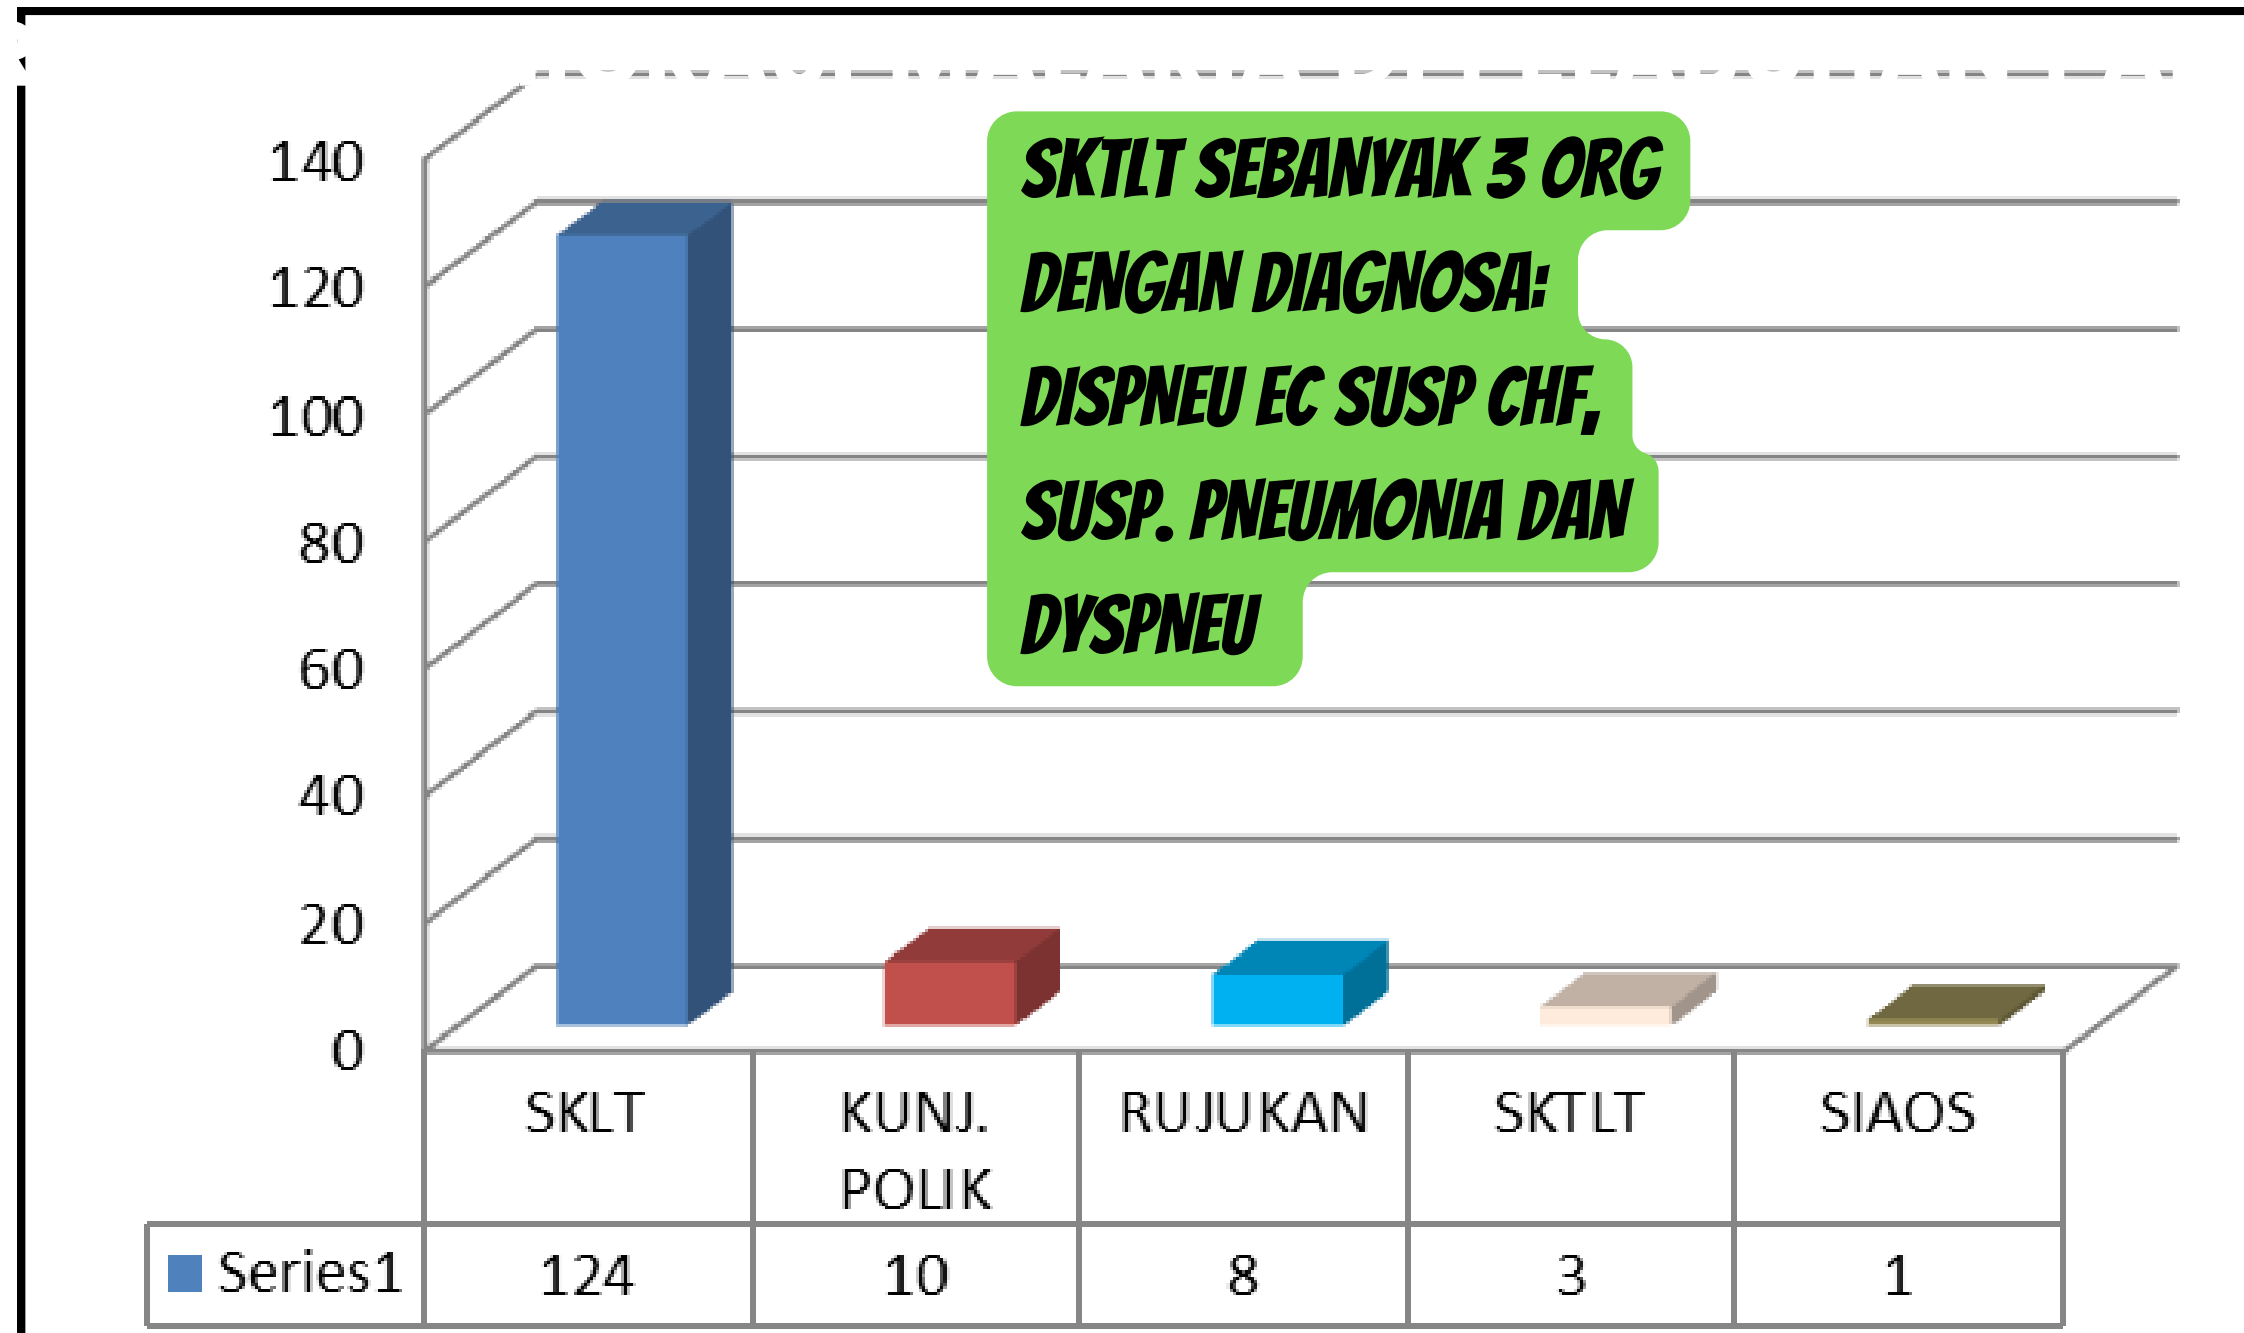 140
120
100
80
60
40
20
0
SKTLT SEBANYAK 3 ORG
DENGAN DIAGNOSA:
DISPNEU EC SUSP CHF,
SUSP. PNEUMONIA DAN
DYSPNEU
SKLT KUNJ. POLIK RUJUKAN SKTLT SIAOS
Series1 124 10 8 3 1